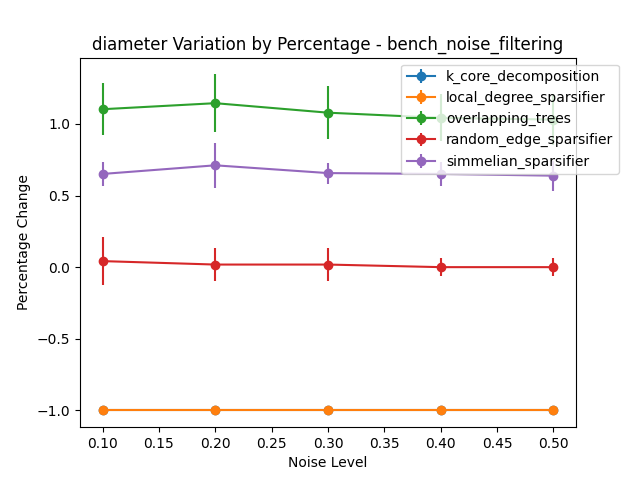 diameter Variation by Percentage - bench_noise_filtering
k_core_decomposition
local_degree_sparsifier
overlapping_trees
random_edge_sparsifier
simmelian_sparsifier
Percentage Change
1.0
0.5
0.0
−0.5
−1.0
0.10 0.15 0.20 0.25 0.30 0.35 0.40 0.45 0.50
Noise Level